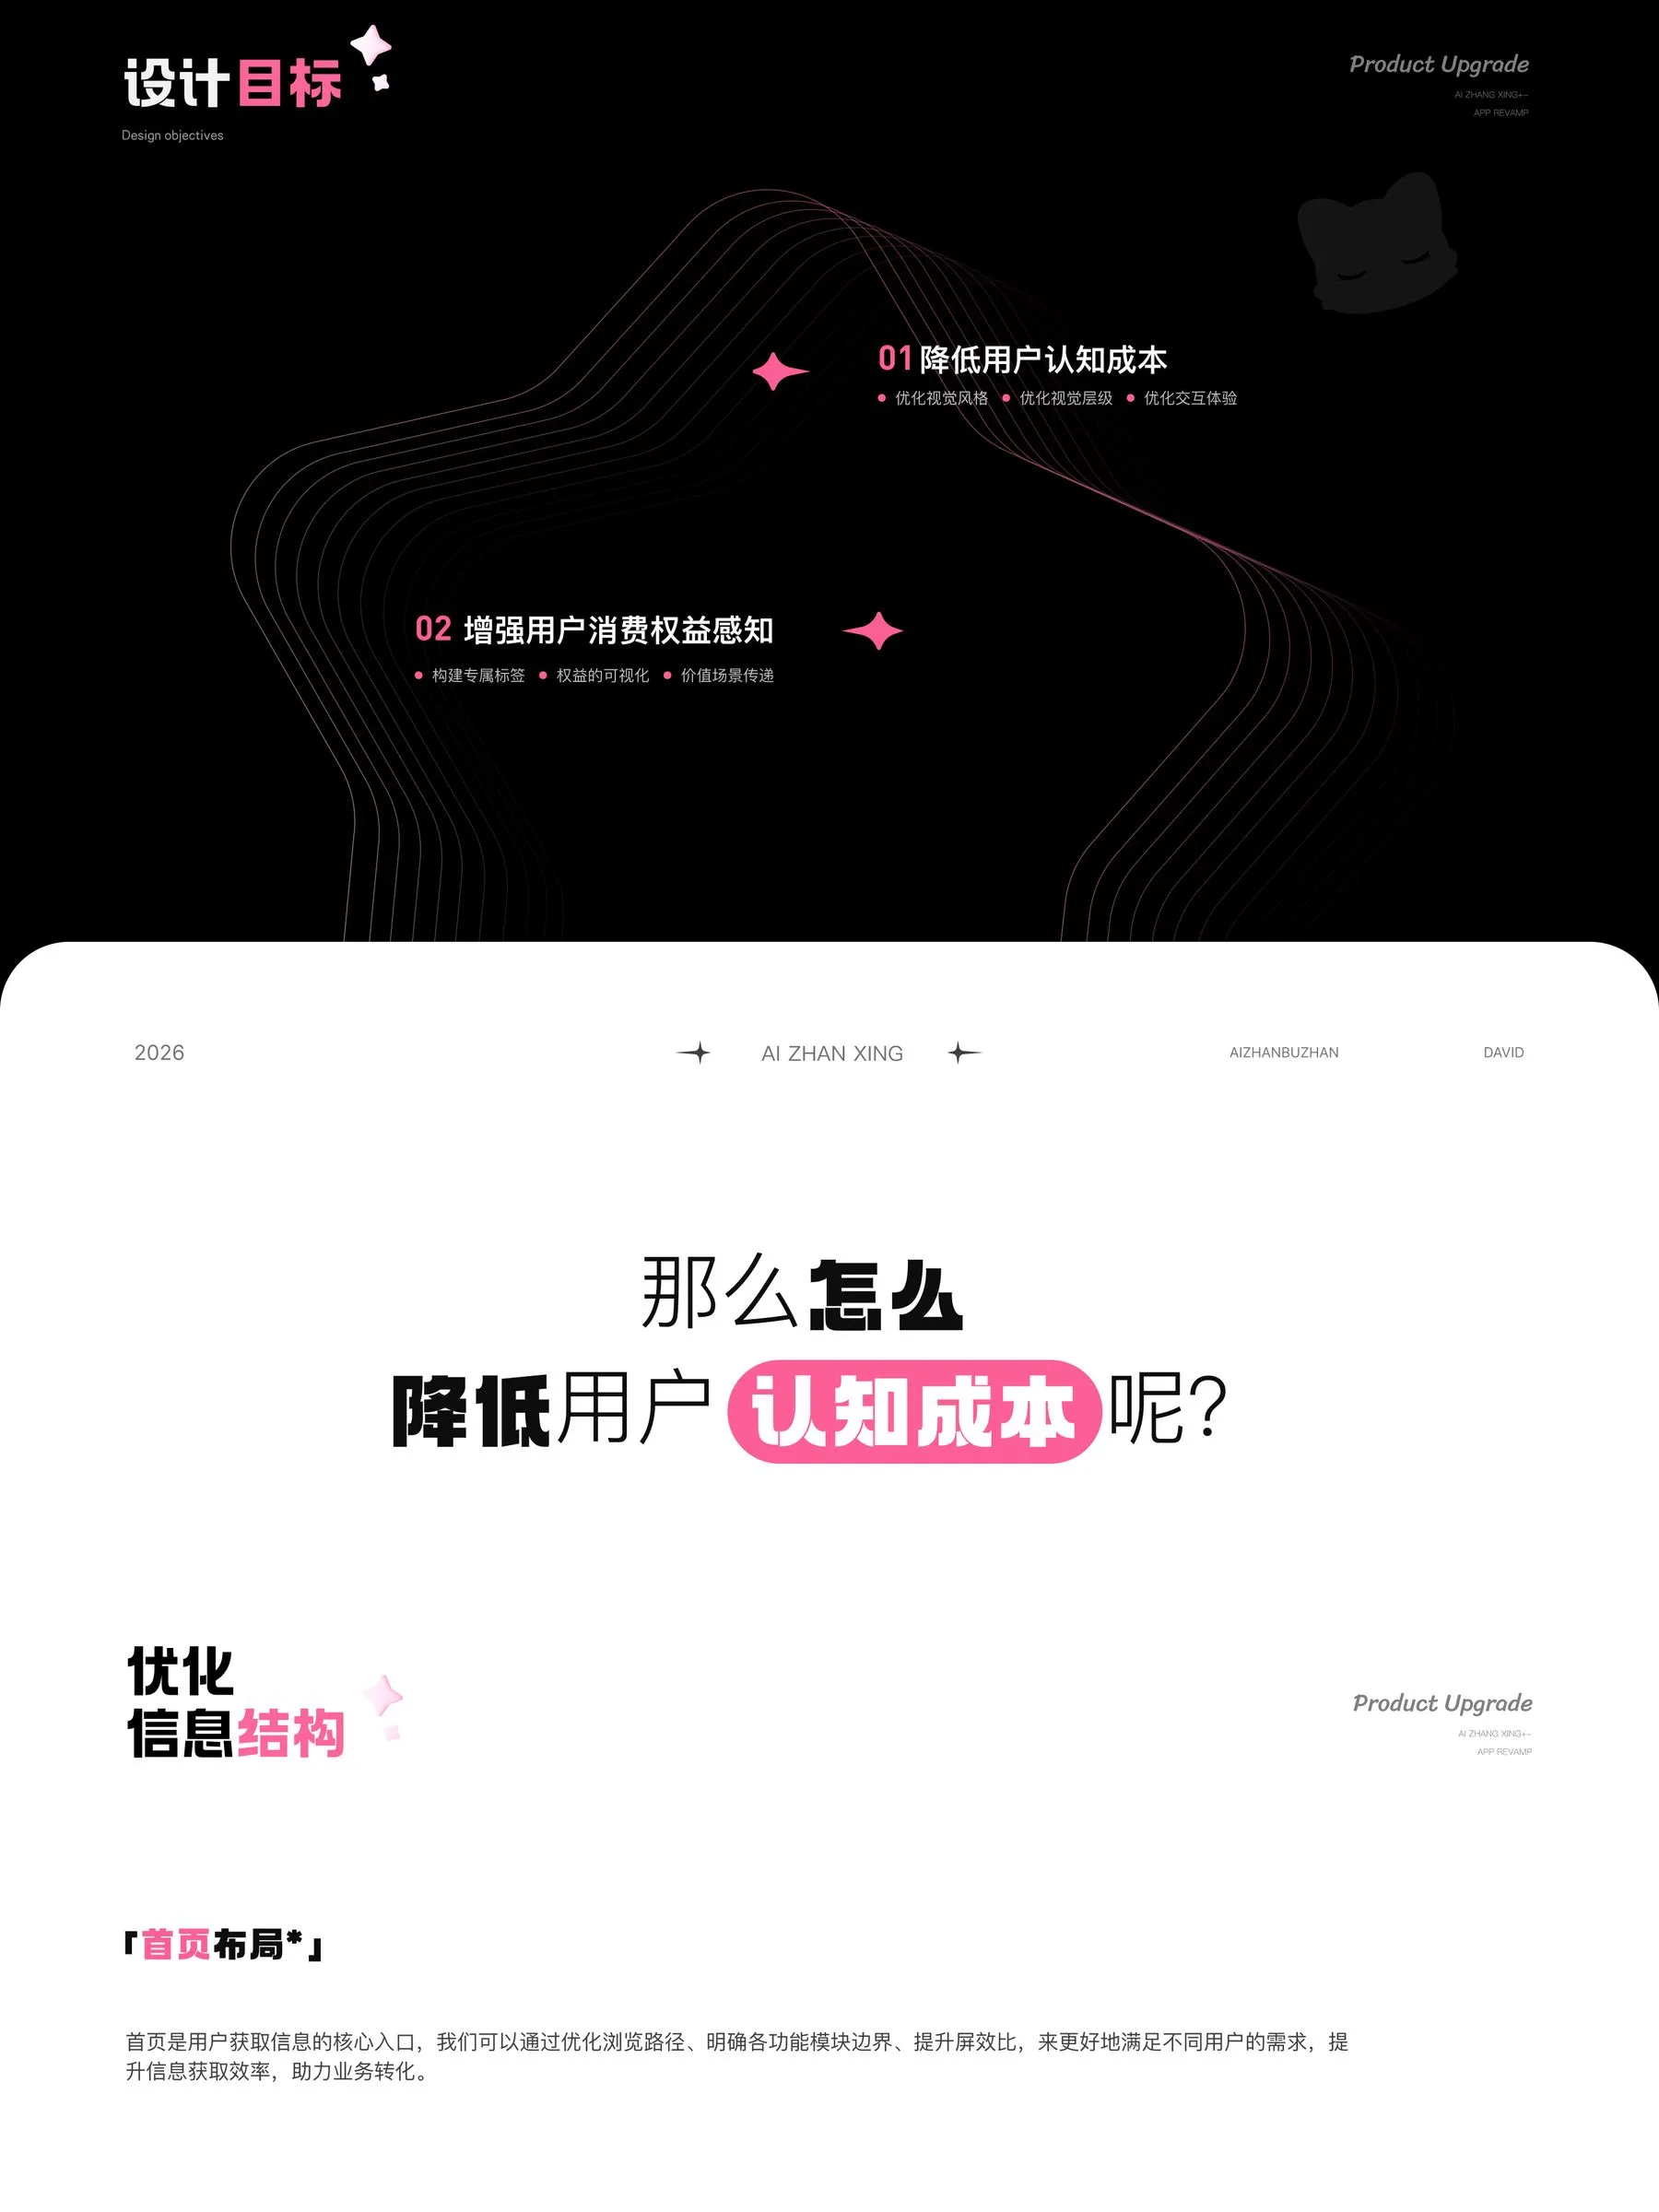 设计目标
Design objectives
Product Upgrade
AI ZHANG XING+-
APP REVAMP
01 降低用户认知成本
优化视觉风格 优化视觉层级 优化交互体验
02 增强用户消费权益感知
构建专属标签 权益的可视化 价值场景传递
2026 AI ZHAN XING AIZHANBUZHAN DAVID
那么怎么
降低用户认知成本呢?
优化
信息结构
Product Upgrade
AI ZHANG XING+-
APP REVAMP
「首页布局*」
首页是用户获取信息的核心入口，我们可以通过优化浏览路径、明确各功能模块边界、提升屏效比，来更好地满足不同用户的需求，提
升信息获取效率，助力业务转化。